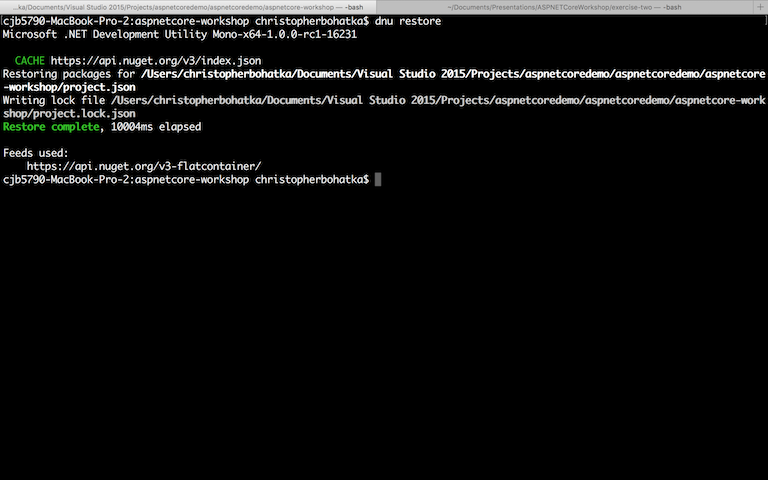 ...ka/Documents/Visual Studio 2015/Projects/aspnetcoredemo/aspnetcoredemo/aspnetcore-workshop — -bash
~/Documents/Presentations/ASPNETCoreWorkshop/exercise-two — -bash
cjb5790-MacBook-Pro-2:aspnetcore-workshop christopherbohatka$ dnu restore
Microsoft .NET Development Utility Mono-x64-1.0.0-rc1-16231
CACHE https://api.nuget.org/v3/index.json
Restoring packages for /Users/christopherbohatka/Documents/Visual Studio 2015/Projects/aspnetcoredemo/aspnetcoredemo/aspnetcore
-workshop/project.json
Writing lock file /Users/christopherbohatka/Documents/Visual Studio 2015/Projects/aspnetcoredemo/aspnetcoredemo/aspnetcore-work
shop/project.lock.json
Restore complete, 10004ms elapsed
Feeds used:
https://api.nuget.org/v3-flatcontainer/
cjb5790-MacBook-Pro-2:aspnetcore-workshop christopherbohatka$